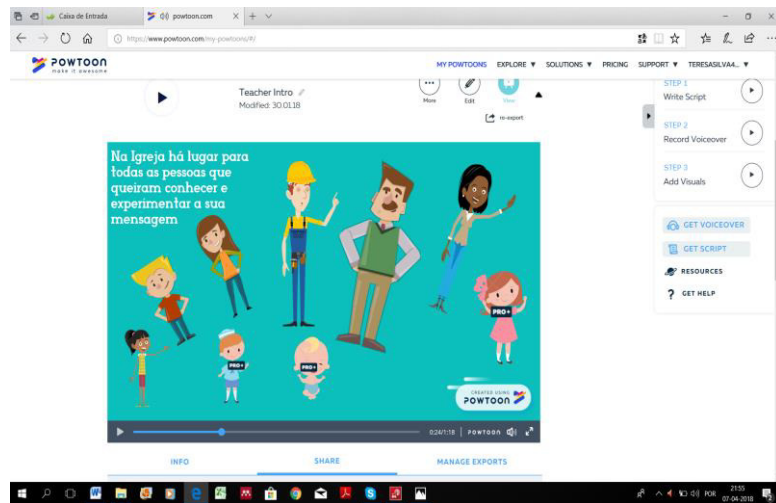 Caixa de Entrada
powtoon.com
https://www.powtoon.com/my-powtoons/#/
POWTOON
make it awesome
MY POWTOONS EXPLORE SOLUTIONS PRICING SUPPORT TERESASILVA4...
Teacher Intro
Modified: 30.01.18
More Edit View
re-export
Na Igreja há lugar para
todas as pessoas que
queiram conhecer e
experimentar a sua
mensagem
PRO+
PRO+
PRO+
CREATED USING
POWTOON
0:24/1:18 POWTOON
INFO SHARE MANAGE EXPORTS
STEP 1
Write Script
STEP 2
Record Voiceover
STEP 3
Add Visuals
GET VOICEOVER
GET SCRIPT
RESOURCES
? GET HELP
POR
21:55
07-04-2018